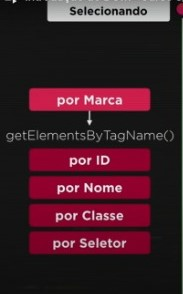 Selecionando
por Marca
getElementsByTagName()
por ID
por Nome
por Classe
por Seletor